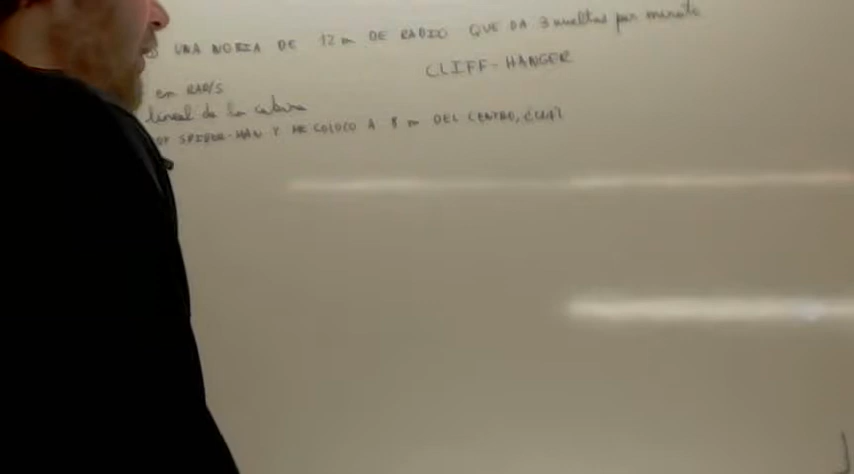 UNA NORIA DE 12 m DE RADIO QUE DA 3 vueltas por minuto
CLIFF-HANGER
en RAD/S
lineal de la cabina
SPIDER-MAN Y ME COLOCO A 8 m DEL CENTRO, ¿CUÁL